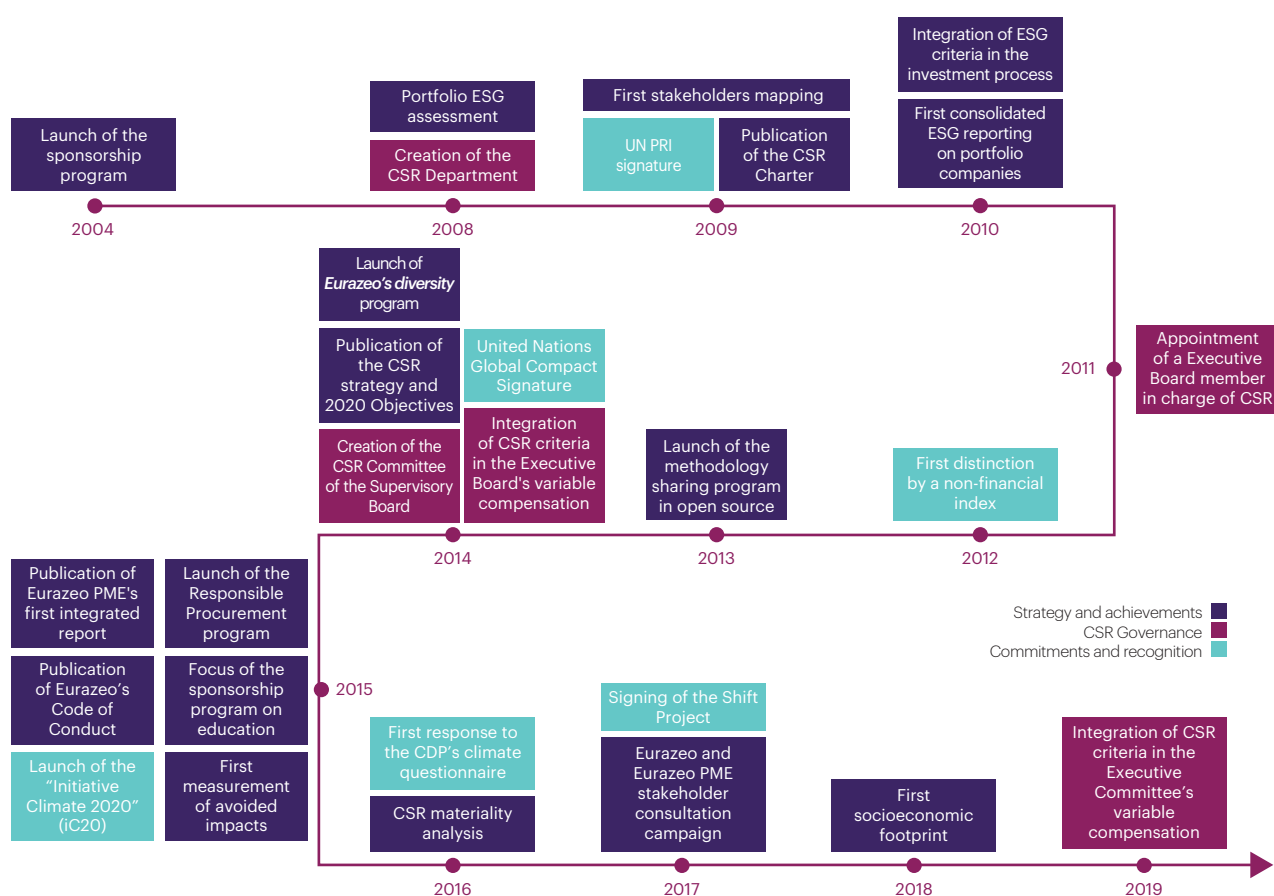 Launch of the
sponsorship
program
2004
Portfolio ESG
assessment
Creation of the
CSR Department
2008
First stakeholders mapping
UN PRI
signature
Publication
of the CSR
Charter
2009
Integration of ESG
criteria in the
investment process
First consolidated
ESG reporting
on portfolio
companies
2010
2011
Appointment
of a Executive
Board member
in charge of CSR
First distinction
by a non-financial
index
2012
Launch of the
methodology
sharing program
in open source
2013
Launch of
Eurazeo’s diversity
program
Publication of
the CSR
strategy and
2020 Objectives
Creation of the
CSR Committee
of the Supervisory
Board
United Nations
Global Compact
Signature
Integration
of CSR criteria
in the Executive
Board's variable
compensation
2014
Strategy and achievements
CSR Governance
Commitments and recognition
Publication of
Eurazeo PME's
first integrated
report
Launch of the
Responsible
Procurement
program
Publication
of Eurazeo’s
Code of
Conduct
Focus of the
sponsorship
program on
education
Launch of the
“Initiative
Climate 2020”
(iC20)
First
measurement
of avoided
impacts
2015
First response to
the CDP’s climate
questionnaire
CSR materiality
analysis
2016
Signing of the Shift
Project
Eurazeo and
Eurazeo PME
stakeholder
consultation
campaign
2017
First
socioeconomic
footprint
2018
Integration of CSR
criteria in the
Executive
Committee’s
variable
compensation
2019